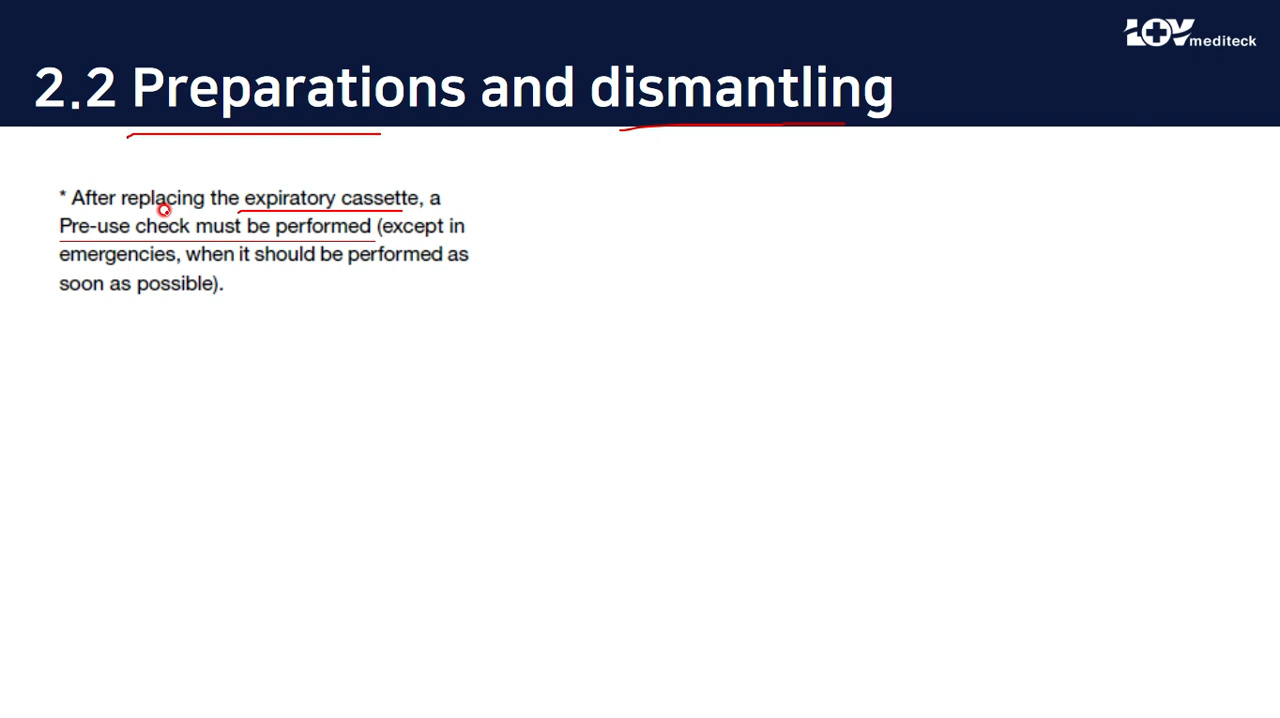 LOV mediteck
2.2 Preparations and dismantling
* After replacing the expiratory cassette, a
Pre-use check must be performed (except in
emergencies, when it should be performed as
soon as possible).